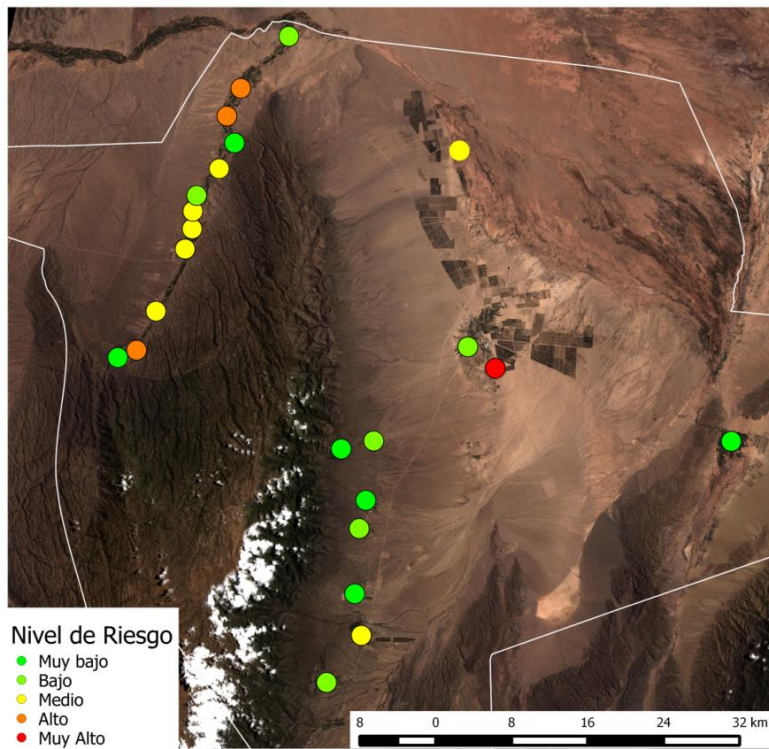 Nivel de Riesgo
Muy bajo
Bajo
Medio
Alto
Muy Alto
8 0 8 16 24 32 km